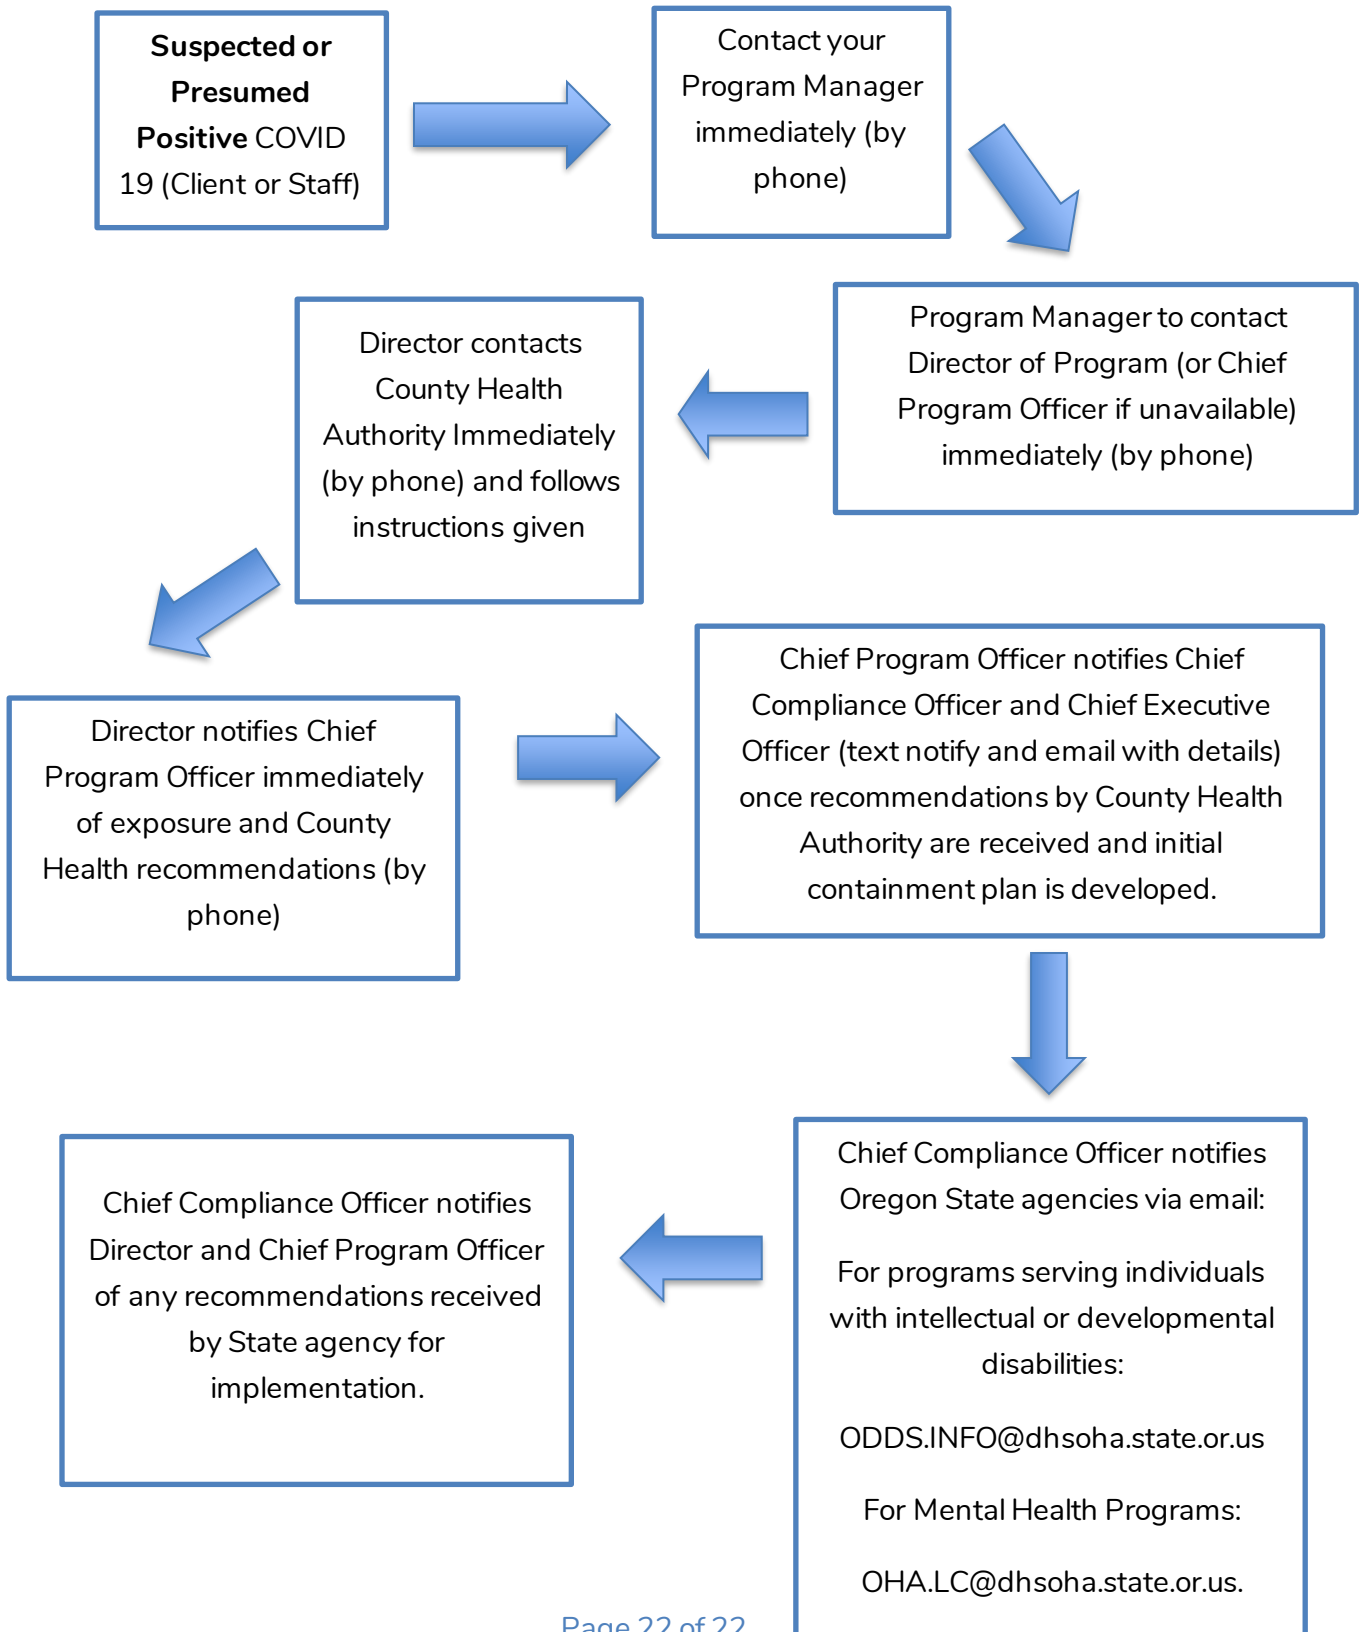 Suspected or
Presumed
Positive COVID
19 (Client or Staff)
Contact your
Program Manager
immediately (by
phone)
Program Manager to contact
Director of Program (or Chief
Program Officer if unavailable)
immediately (by phone)
Director contacts
County Health
Authority Immediately
(by phone) and follows
instructions given
Director notifies Chief
Program Officer immediately
of exposure and County
Health recommendations (by
phone)
Chief Program Officer notifies Chief
Compliance Officer and Chief Executive
Officer (text notify and email with details)
once recommendations by County Health
Authority are received and initial
containment plan is developed.
Chief Compliance Officer notifies
Oregon State agencies via email:
For programs serving individuals
with intellectual or developmental
disabilities:
ODDS.INFO@dhsoha.state.or.us
For Mental Health Programs:
OHA.LC@dhsoha.state.or.us.
Chief Compliance Officer notifies
Director and Chief Program Officer
of any recommendations received
by State agency for
implementation.
Page 22 of 22